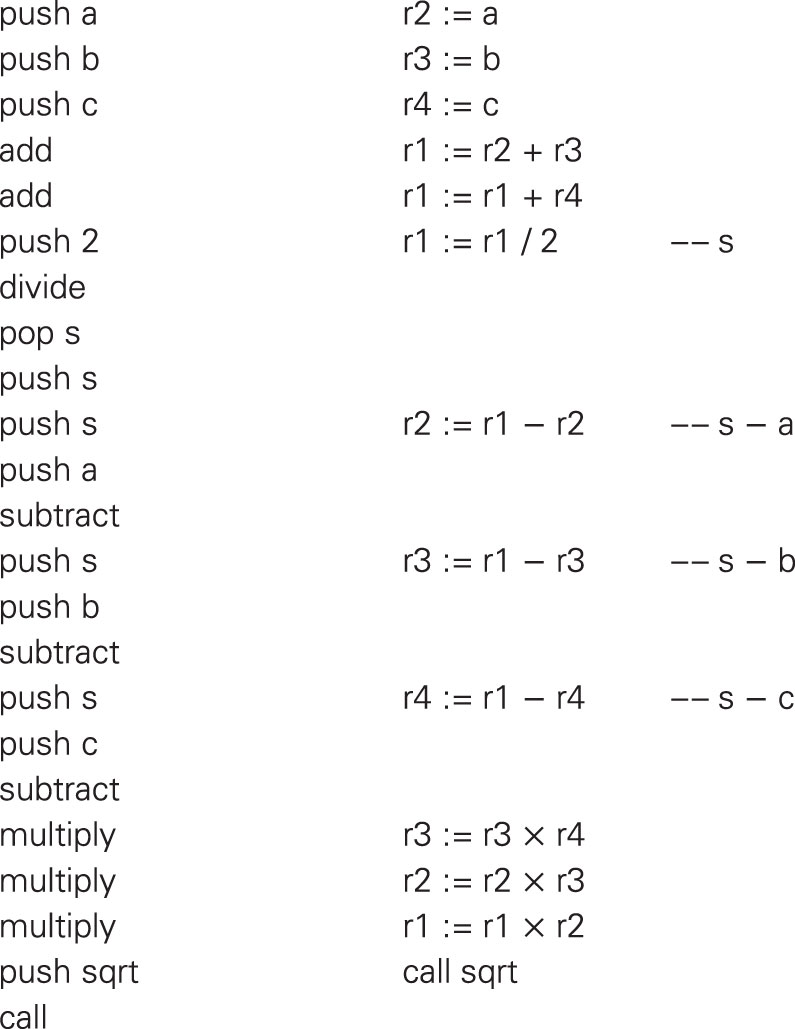 push a r2 := a
push b r3 := b
push c r4 := c
add r1 := r2 + r3
add r1 := r1 + r4
push 2 r1 := r1 / 2 –– s
divide
pop s
push s
push s r2 := r1 − r2 –– s − a
push a
subtract
push s r3 := r1 − r3 –– s − b
push b
subtract
push s r4 := r1 − r4 –– s − c
push c
subtract
multiply r3 := r3 × r4
multiply r2 := r2 × r3
multiply r1 := r1 × r2
push sqrt call sqrt
call